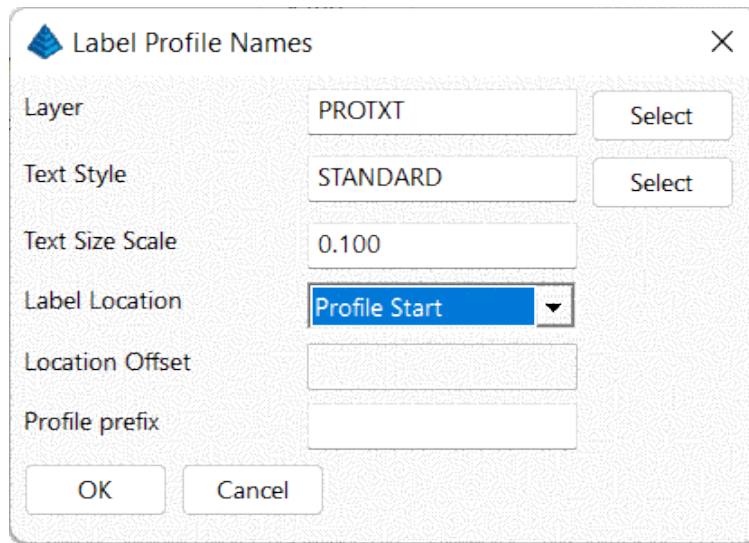 Label Profile Names
Layer PROTXT Select
Text Style STANDARD Select
Text Size Scale 0.100
Label Location Profile Start
Location Offset
Profile prefix
OK Cancel